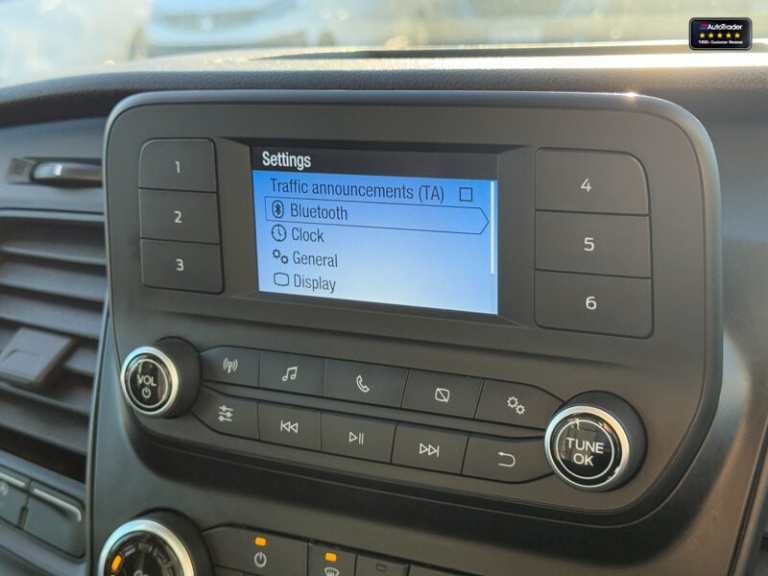 AutoTrader
1
2
3
Settings
Traffic announcements (TA)
Bluetooth
Clock
General
Display
4
5
6
VOL
TUNE
OK